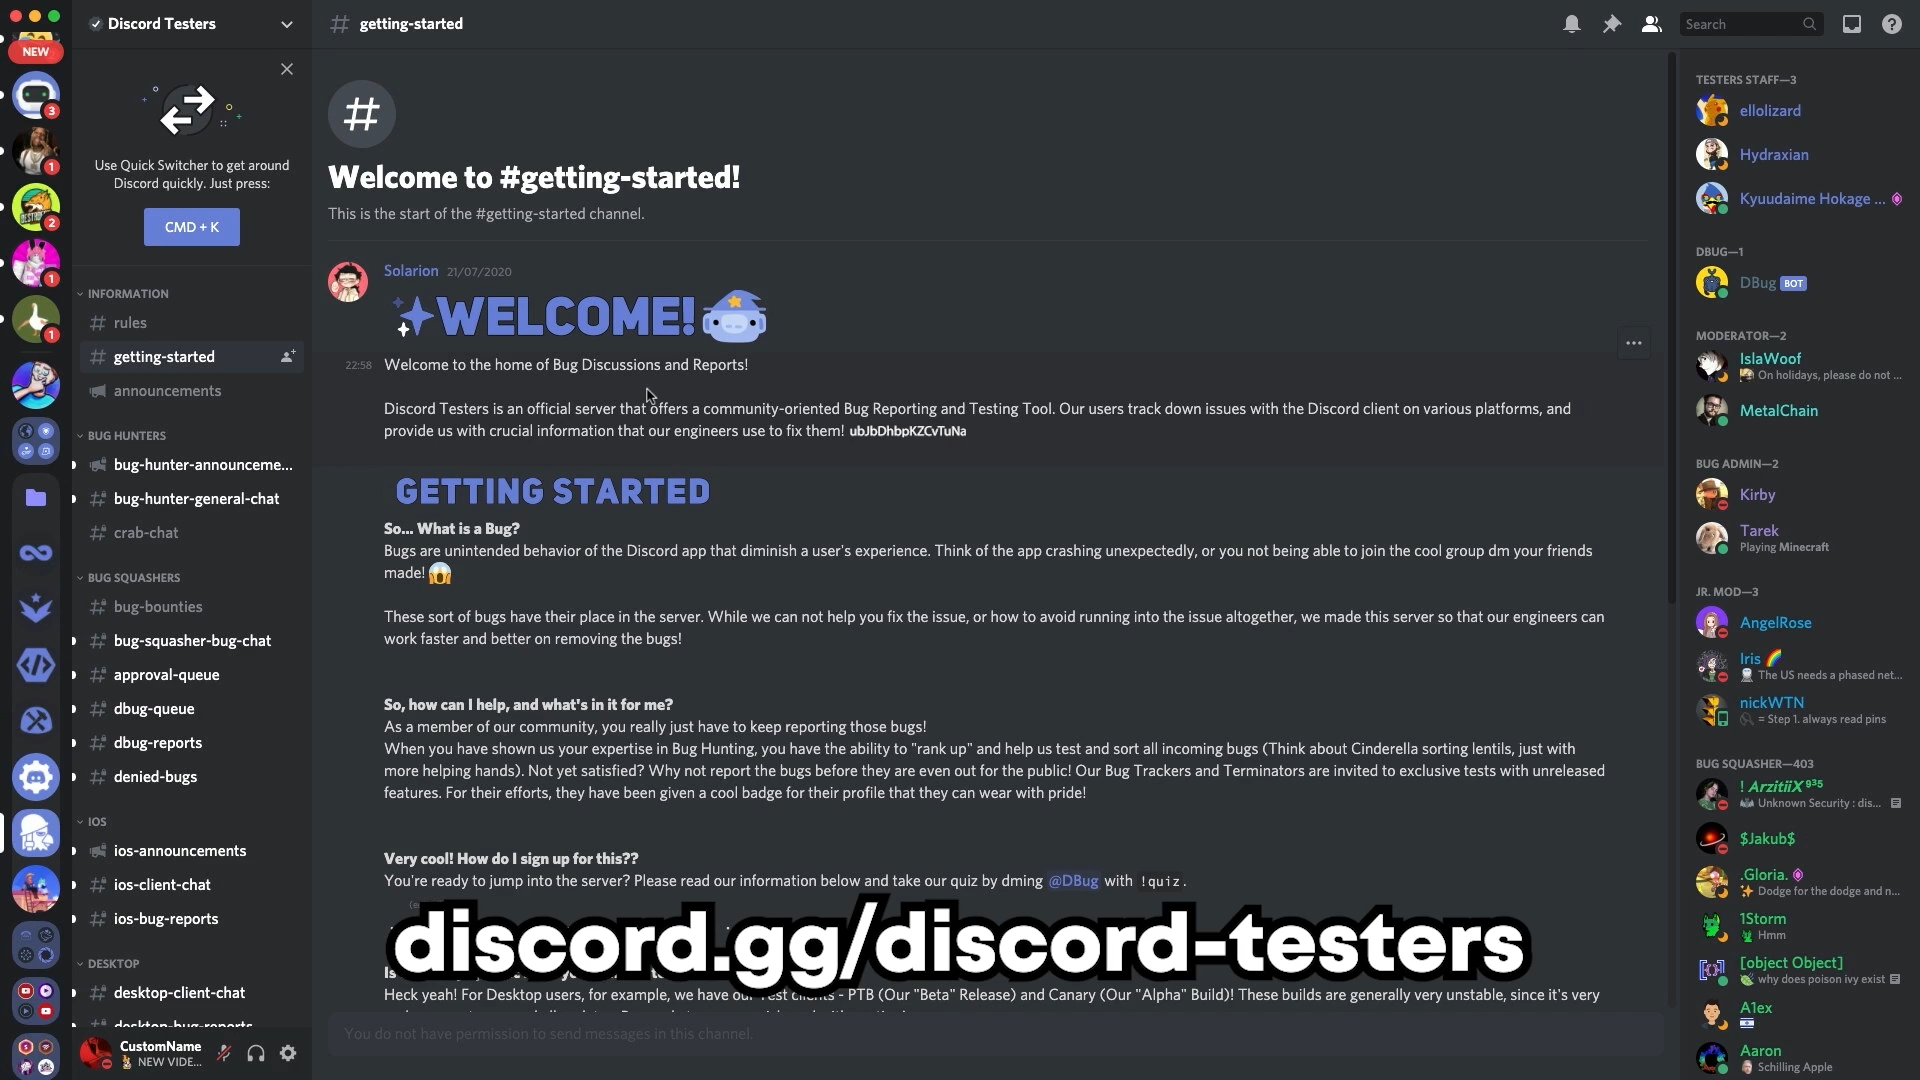 NEW
3
1
2
1
1
Discord Testers
Use Quick Switcher to get around
Discord quickly. Just press:
CMD + K
INFORMATION
rules
getting-started
announcements
BUG HUNTERS
bug-hunter-announceme...
bug-hunter-general-chat
crab-chat
BUG SQUASHERS
bug-bounties
bug-squasher-bug-chat
approval-queue
dbug-queue
dbug-reports
denied-bugs
IOS
ios-announcements
ios-client-chat
ios-bug-reports
DESKTOP
desktop-client-chat
desktop-bug-reports
CustomName
NEW VIDE...
# getting-started
Search
#
Welcome to #getting-started!
This is the start of the #getting-started channel.
Solarion 21/07/2020
WELCOME!
22:58 Welcome to the home of Bug Discussions and Reports!
Discord Testers is an official server that offers a community-oriented Bug Reporting and Testing Tool. Our users track down issues with the Discord client on various platforms, and
provide us with crucial information that our engineers use to fix them! ubJbDhbpKZCvTuNa
GETTING STARTED
So... What is a Bug?
Bugs are unintended behavior of the Discord app that diminish a user's experience. Think of the app crashing unexpectedly, or you not being able to join the cool group dm your friends
made!
These sort of bugs have their place in the server. While we can not help you fix the issue, or how to avoid running into the issue altogether, we made this server so that our engineers can
work faster and better on removing the bugs!
So, how can I help, and what's in it for me?
As a member of our community, you really just have to keep reporting those bugs!
When you have shown us your expertise in Bug Hunting, you have the ability to "rank up" and help us test and sort all incoming bugs (Think about Cinderella sorting lentils, just with
more helping hands). Not yet satisfied? Why not report the bugs before they are even out for the public! Our Bug Trackers and Terminators are invited to exclusive tests with unreleased
features. For their efforts, they have been given a cool badge for their profile that they can wear with pride!
Very cool! How do I sign up for this??
You're ready to jump into the server? Please read our information below and take our quiz by dming @DBug with !quiz.
discord.gg/discord-testers
Heck yeah! For Desktop users, for example, we have our Test clients - PTB (Our "Beta" Release) and Canary (Our "Alpha" Build)! These builds are generally very unstable, since it's very
You do not have permission to send messages in this channel.
TESTERS STAFF—3
ellolizard
Hydraxian
Kyuudaime Hokage ...
DBUG—1
DBug BOT
MODERATOR—2
IslaWoof
On holidays, please do not ...
MetalChain
BUG ADMIN—2
Kirby
Tarek
Playing Minecraft
JR. MOD—3
AngelRose
Iris
The US needs a phased net...
nickWTN
= Step 1. always read pins
BUG SQUASHER—403
! ArzitiiX ⁹³⁵
Unknown Security : dis...
$Jakub$
.Gloria.
Dodge for the dodge and n...
1Storm
Hmm
[object Object]
why does poison ivy exist
A1ex
Aaron
Schilling Apple